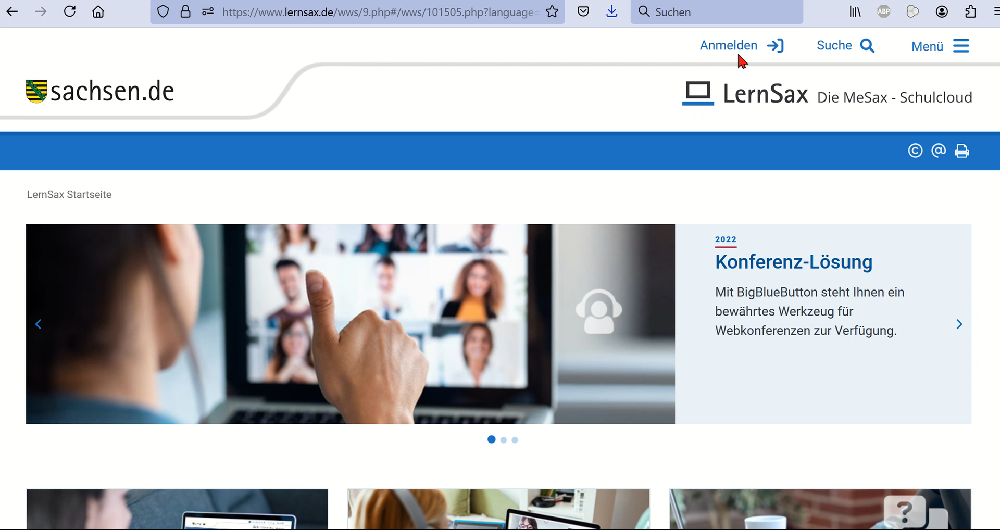 https://www.lernsax.de/wws/9.php#/wws/101505.php?language=
Suchen
ABP
Anmelden
Suche
Menü
sachsen.de
LernSax Die MeSax - Schulcloud
LernSax Startseite
2022
Konferenz-Lösung
Mit BigBlueButton steht Ihnen ein
bewährtes Werkzeug für
Webkonferenzen zur Verfügung.
?